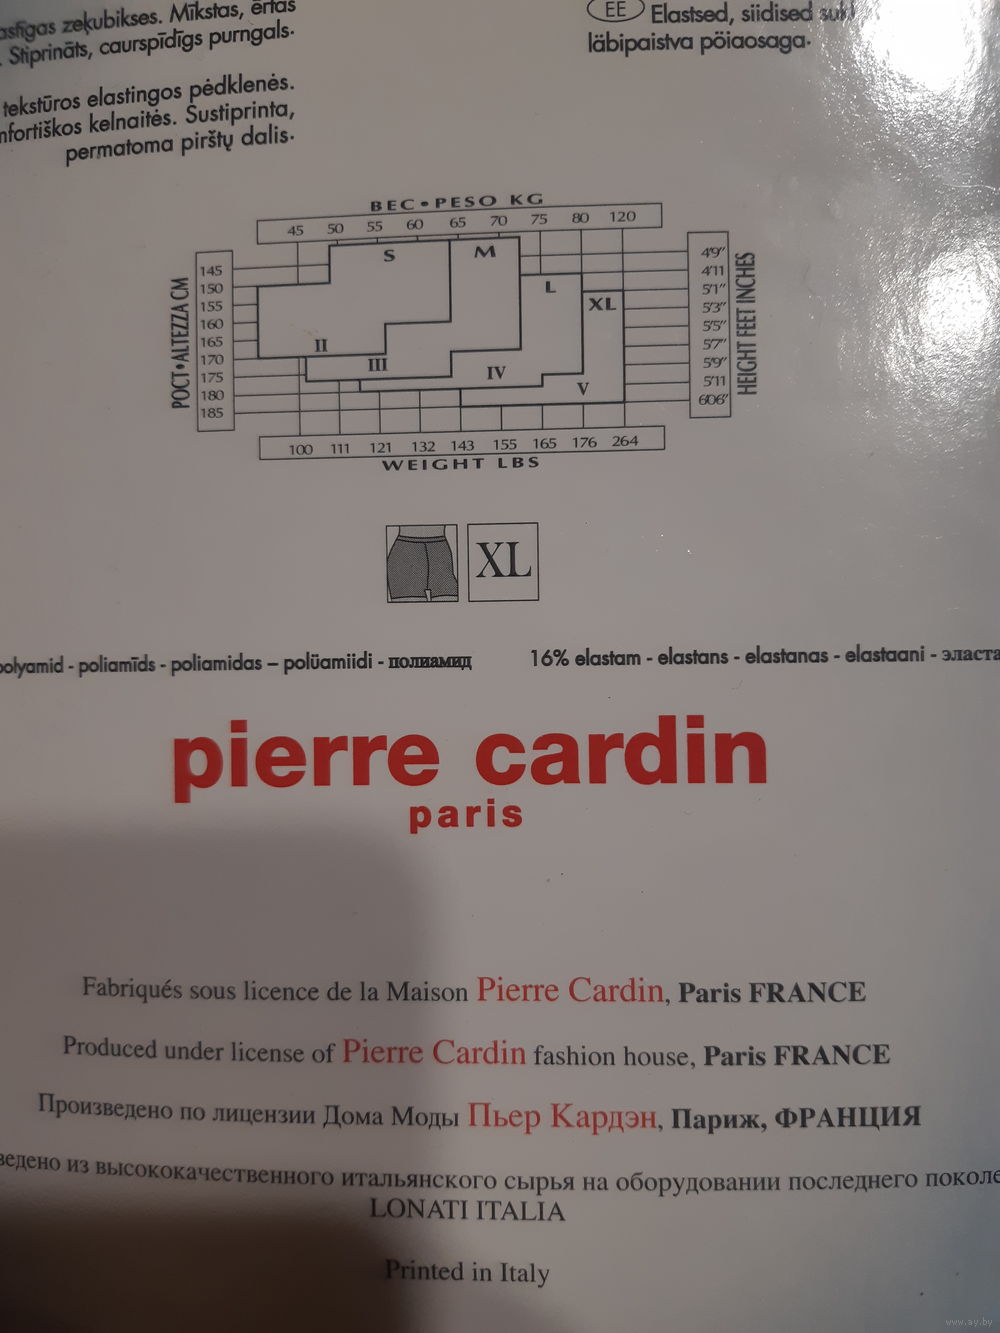 zeķubikses. Mīkstas, ērtas
Stiprināts, caurspīdīgs purngals.
EE Elastsed, siidised
läbipaistva pöiaosaga.
tekstūros elastingos pėdklenės.
kelnaitės. Sustiprinta,
permatoma pirštų dalis.
ВЕС • PESO KG
45 50 55 60 65 70 75 80 120
РОСТ • ALTEZZA CM
145
150
155
160
165
170
175
180
185
S
M
L
XL
II
III
IV
V
4'9"
4'11
5'1"
5'3"
5'5"
5'7"
5'9"
5'11
6'06"
HEIGHT FEET INCHES
100 111 121 132 143 155 165 176 264
WEIGHT LBS
XL
polyamid - poliamīds - poliamidas – polüamiidi - полиамид
16% elastam - elastans - elastanas - elastaani - эласта
pierre cardin
paris
Fabriqués sous licence de la Maison Pierre Cardin, Paris FRANCE
Produced under license of Pierre Cardin fashion house, Paris FRANCE
Произведено по лицензии Дома Моды Пьер Кардэн, Париж, ФРАНЦИЯ
ведено из высококачественного итальянского сырья на оборудовании последнего поколе
LONATI ITALIA
Printed in Italy
www.ay.by